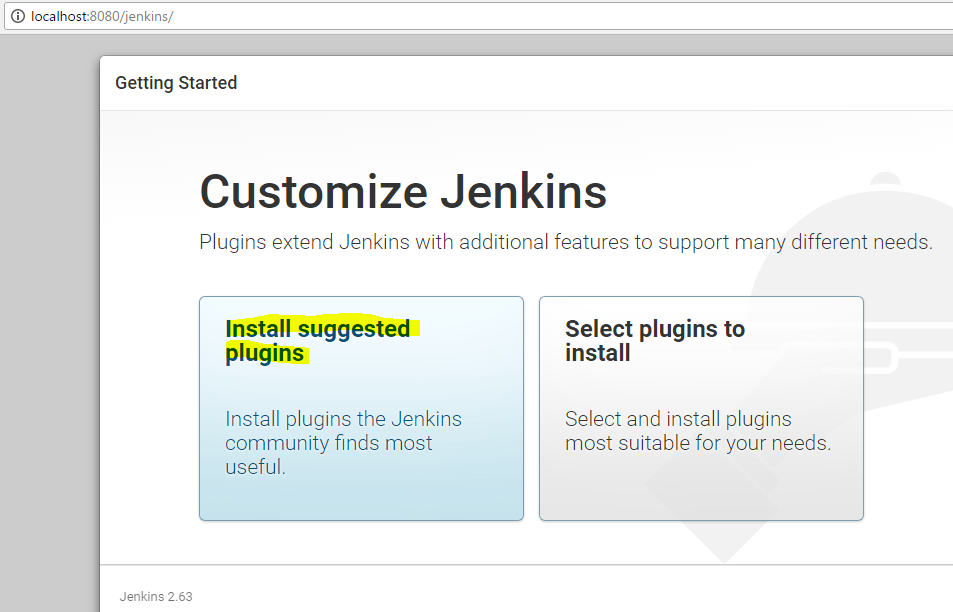 localhost:8080/jenkins/
Getting Started
Customize Jenkins
Plugins extend Jenkins with additional features to support many different needs.
Install suggested
plugins
Install plugins the Jenkins
community finds most
useful.
Select plugins to
install
Select and install plugins
most suitable for your needs.
Jenkins 2.63